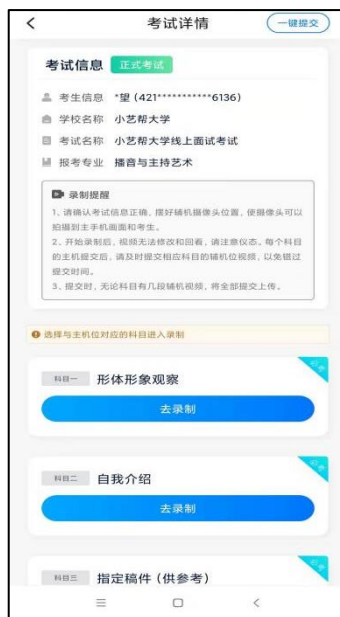 考试详情
一键提交
考试信息 正式考试
考生信息 *望 (421***********6136)
学校名称 小艺帮大学
考试名称 小艺帮大学线上面试考试
报考专业 播音与主持艺术
录制提醒
1、请确认考试信息正确，摆好辅机摄像头位置，使摄像头可以
拍摄到主手机画面和考生。
2、开始录制后，视频无法修改和回看，请注意仪态。每个科目
的主机提交后，请及时提交相应科目的辅机位视频，以免错过
提交时间。
3、提交时，无论科目有几段辅机视频，将全部提交上传。
选择与主机位对应的科目进入录制
必考
科目一 形体形象观察
去录制
必考
科目二 自我介绍
去录制
必考
科目三 指定稿件 (供参考)